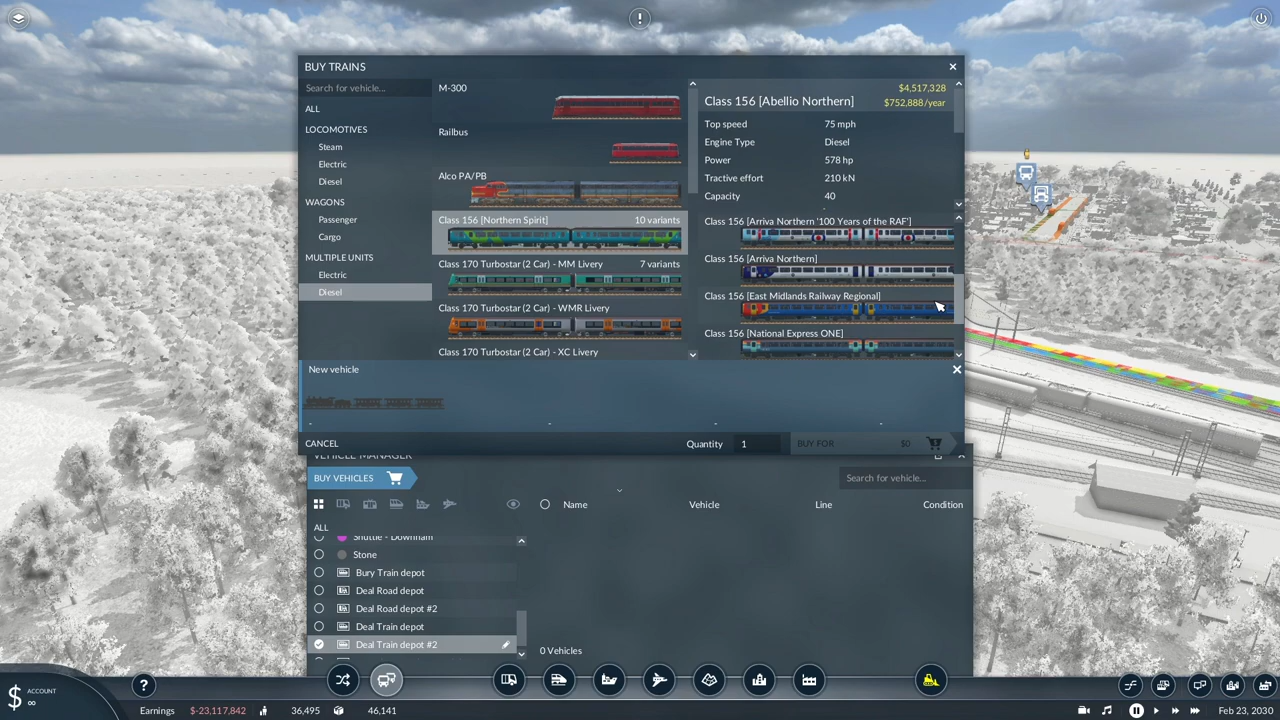 BUY TRAINS
Search for vehicle...
ALL
LOCOMOTIVES
Steam
Electric
Diesel
WAGONS
Passenger
Cargo
MULTIPLE UNITS
Electric
Diesel
M-300
Railbus
Alco PA/PB
Class 156 [Northern Spirit] 10 variants
Class 170 Turbostar (2 Car) - MM Livery 7 variants
Class 170 Turbostar (2 Car) - WMR Livery
Class 170 Turbostar (2 Car) - XC Livery
$4,517,328
Class 156 [Abellio Northern]
$752,888/year
Top speed 75 mph
Engine Type Diesel
Power 578 hp
Tractive effort 210 kN
Capacity 40
Class 156 [Arriva Northern '100 Years of the RAF']
Class 156 [Arriva Northern]
Class 156 [East Midlands Railway Regional]
Class 156 [National Express ONE]
New vehicle
- - - -
CANCEL
Quantity 1
BUY FOR $0
VEHICLE MANAGER
BUY VEHICLES
Search for vehicle...
Name Vehicle Line Condition
ALL
Shuttle - Downham
Stone
Bury Train depot
Deal Road depot
Deal Road depot #2
Deal Train depot
Deal Train depot #2
0 Vehicles
$ ACCOUNT
∞
?
Earnings $-23,117,842 36,495 46,141
Feb 23, 2030